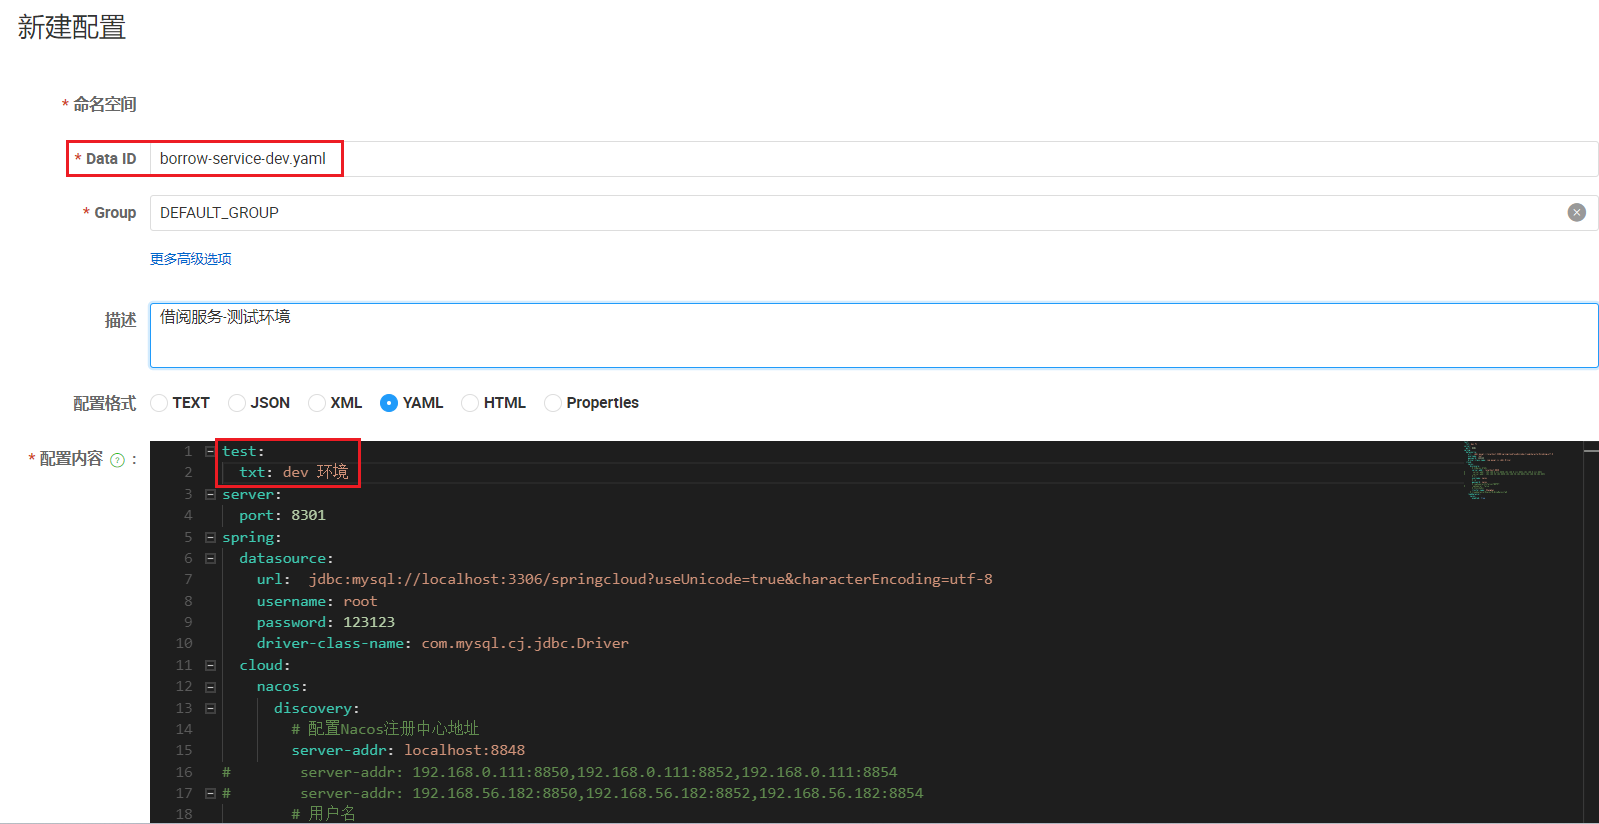 新建配置
* 命名空间
* Data ID borrow-service-dev.yaml
* Group DEFAULT_GROUP
更多高级选项
描述 借阅服务-测试环境
配置格式 TEXT JSON XML YAML HTML Properties
* 配置内容 ? :
1 test:
2   txt: dev 环境
3 server:
4   port: 8301
5 spring:
6   datasource:
7     url:  jdbc:mysql://localhost:3306/springcloud?useUnicode=true&characterEncoding=utf-8
8     username: root
9     password: 123123
10     driver-class-name: com.mysql.cj.jdbc.Driver
11   cloud:
12     nacos:
13       discovery:
14         # 配置Nacos注册中心地址
15         server-addr: localhost:8848
16 #        server-addr: 192.168.0.111:8850,192.168.0.111:8852,192.168.0.111:8854
17 #        server-addr: 192.168.56.182:8850,192.168.56.182:8852,192.168.56.182:8854
18         # 用户名